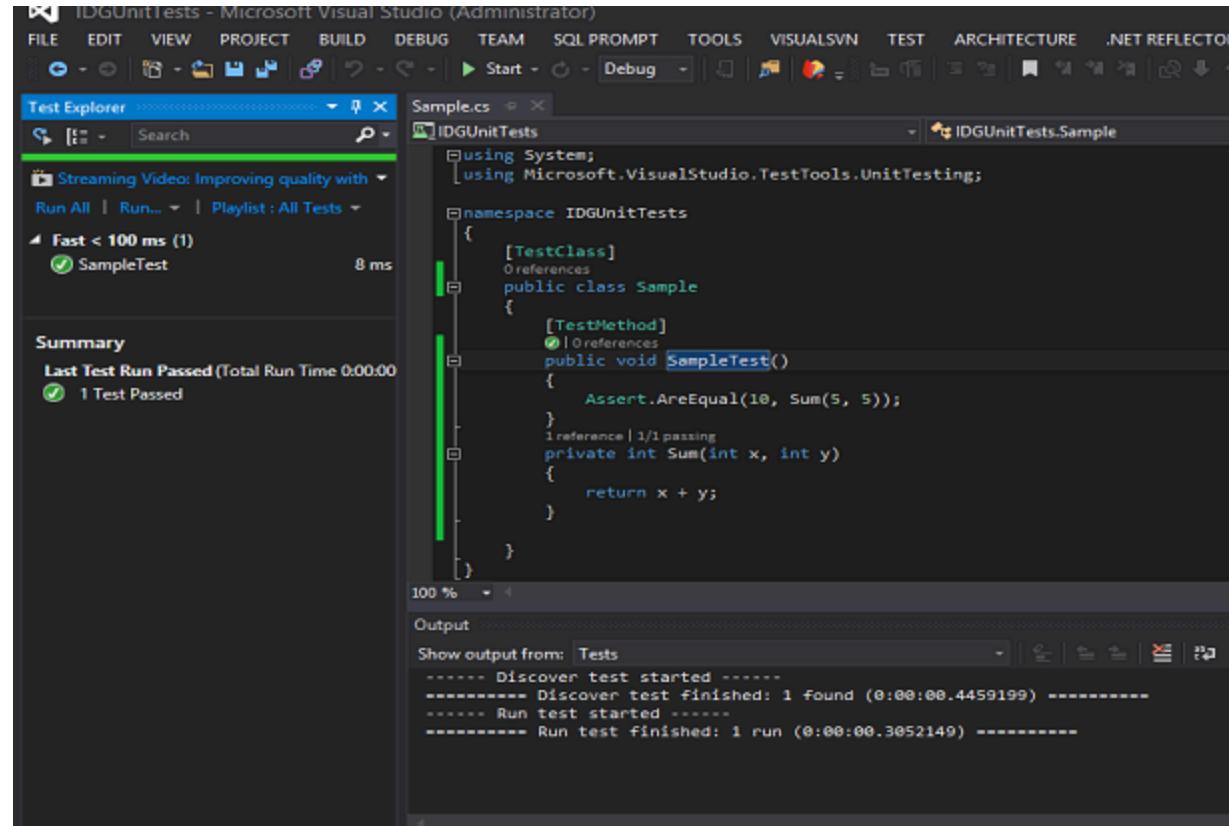 IDGUnitTests - Microsoft Visual Studio (Administrator)
FILE EDIT VIEW PROJECT BUILD DEBUG TEAM SQL PROMPT TOOLS VISUALSVN TEST ARCHITECTURE .NET REFLECTOR
Start Debug
Test Explorer
Search
Streaming Video: Improving quality with
Run All | Run... | Playlist : All Tests
Fast < 100 ms (1)
SampleTest 8 ms
Summary
Last Test Run Passed (Total Run Time 0:00:00
1 Test Passed
Sample.cs
IDGUnitTests IDGUnitTests.Sample
using System;
using Microsoft.VisualStudio.TestTools.UnitTesting;
namespace IDGUnitTests
{
[TestClass]
0 references
public class Sample
{
[TestMethod]
| 0 references
public void SampleTest()
{
Assert.AreEqual(10, Sum(5, 5));
}
1 reference | 1/1 passing
private int Sum(int x, int y)
{
return x + y;
}
}
}
100 %
Output
Show output from: Tests
------ Discover test started ------
========== Discover test finished: 1 found (0:00:00.4459199) ==========
------ Run test started ------
========== Run test finished: 1 run (0:00:00.3052149) ==========